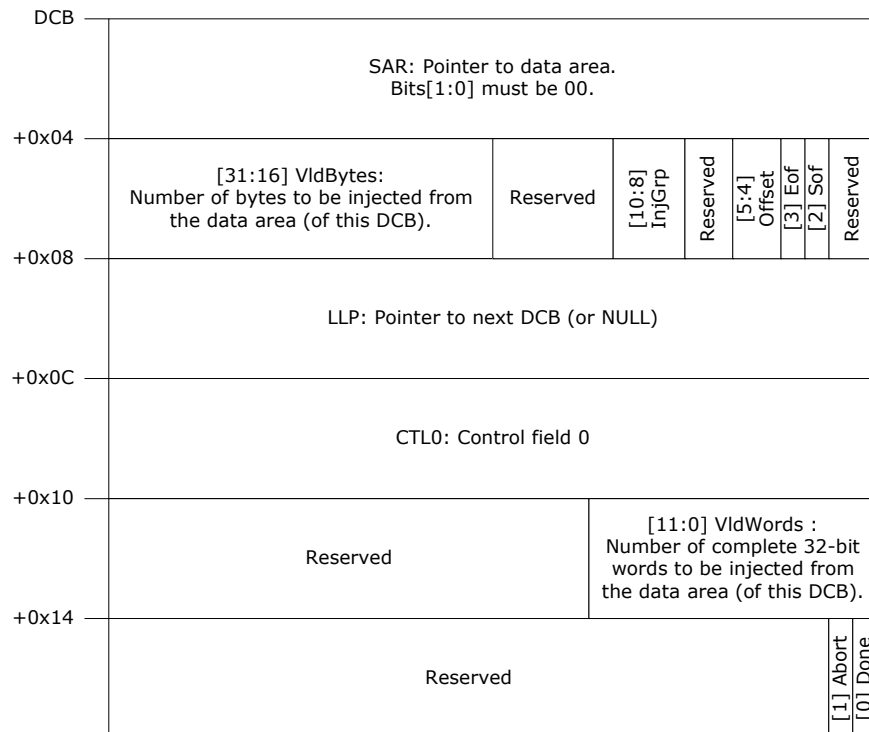 DCB
SAR: Pointer to data area.
Bits[1:0] must be 00.
+0x04
[31:16] VldBytes:
Number of bytes to be injected from
the data area (of this DCB).
Reserved
[10:8]
InjGrp
Reserved
[5:4]
Offset
[3] Eof
[2] Sof
Reserved
+0x08
LLP: Pointer to next DCB (or NULL)
+0x0C
CTL0: Control field 0
+0x10
Reserved
[11:0] VldWords :
Number of complete 32-bit
words to be injected from
the data area (of this DCB).
+0x14
Reserved
[1] Abort
[0] Done